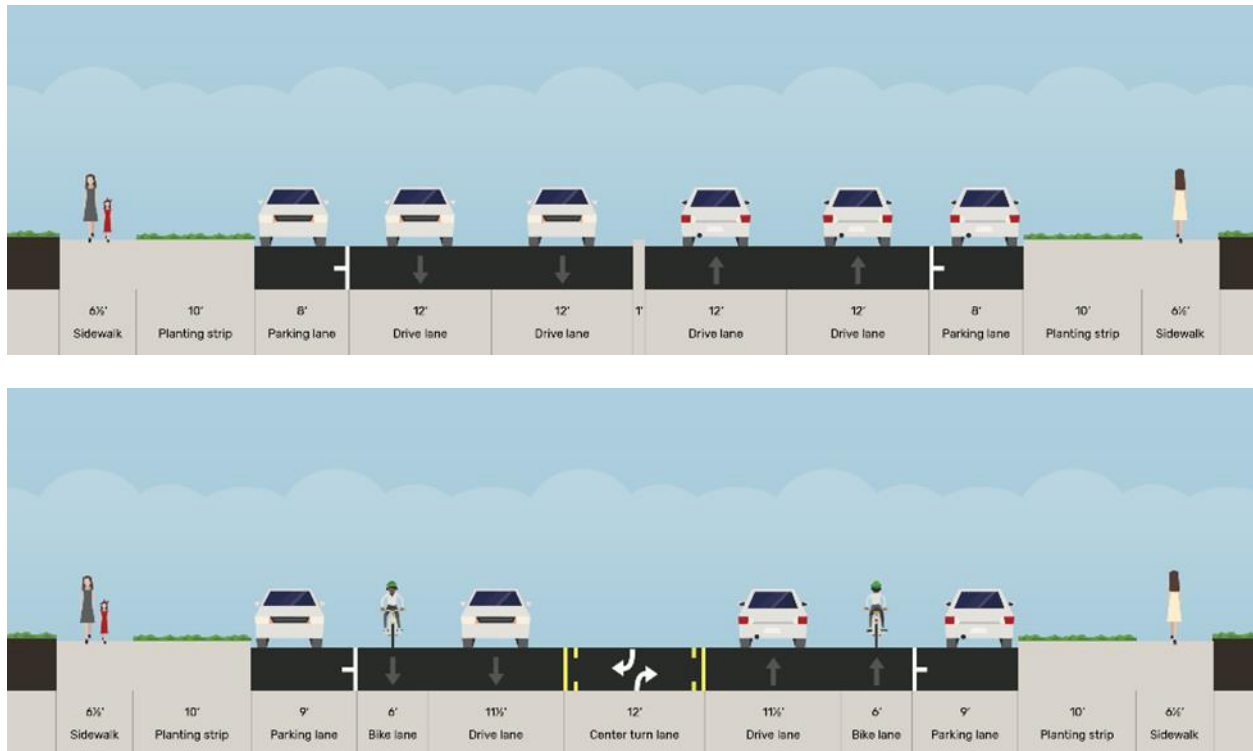 6½' 10' 8' 12' 12' 1' 12' 12' 8' 10' 6½'
Sidewalk Planting strip Parking lane Drive lane Drive lane Drive lane Drive lane Parking lane Planting strip Sidewalk
6½' 10' 9' 6' 11½' 12' 11½' 6' 9' 10' 6½'
Sidewalk Planting strip Parking lane Bike lane Drive lane Center turn lane Drive lane Bike lane Parking lane Planting strip Sidewalk